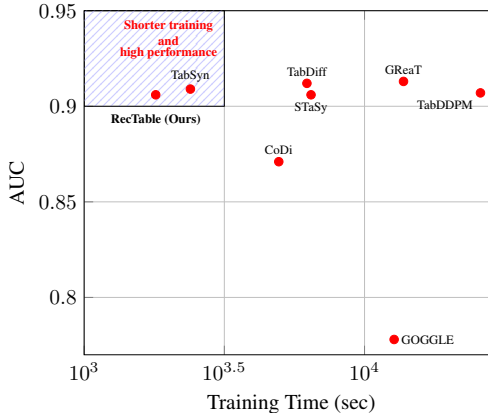 0.95
Shorter training
and
high performance
TabSyn
TabDiff
GReaT
0.9
RecTable (Ours)
STaSy
TabDDPM
CoDi
0.85
AUC
0.8
GOGGLE
10^3
10^3.5
10^4
Training Time (sec)